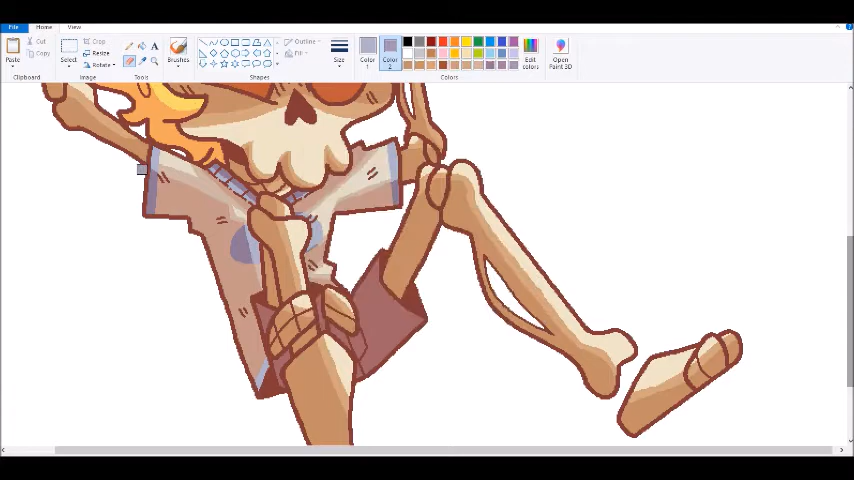 File Home View
Paste Cut Copy Clipboard
Select Crop Resize Rotate Image
Tools
Brushes
Outline Fill Shapes
Size
Color 1
Color 2
Colors
Edit colors
Open Paint 3D